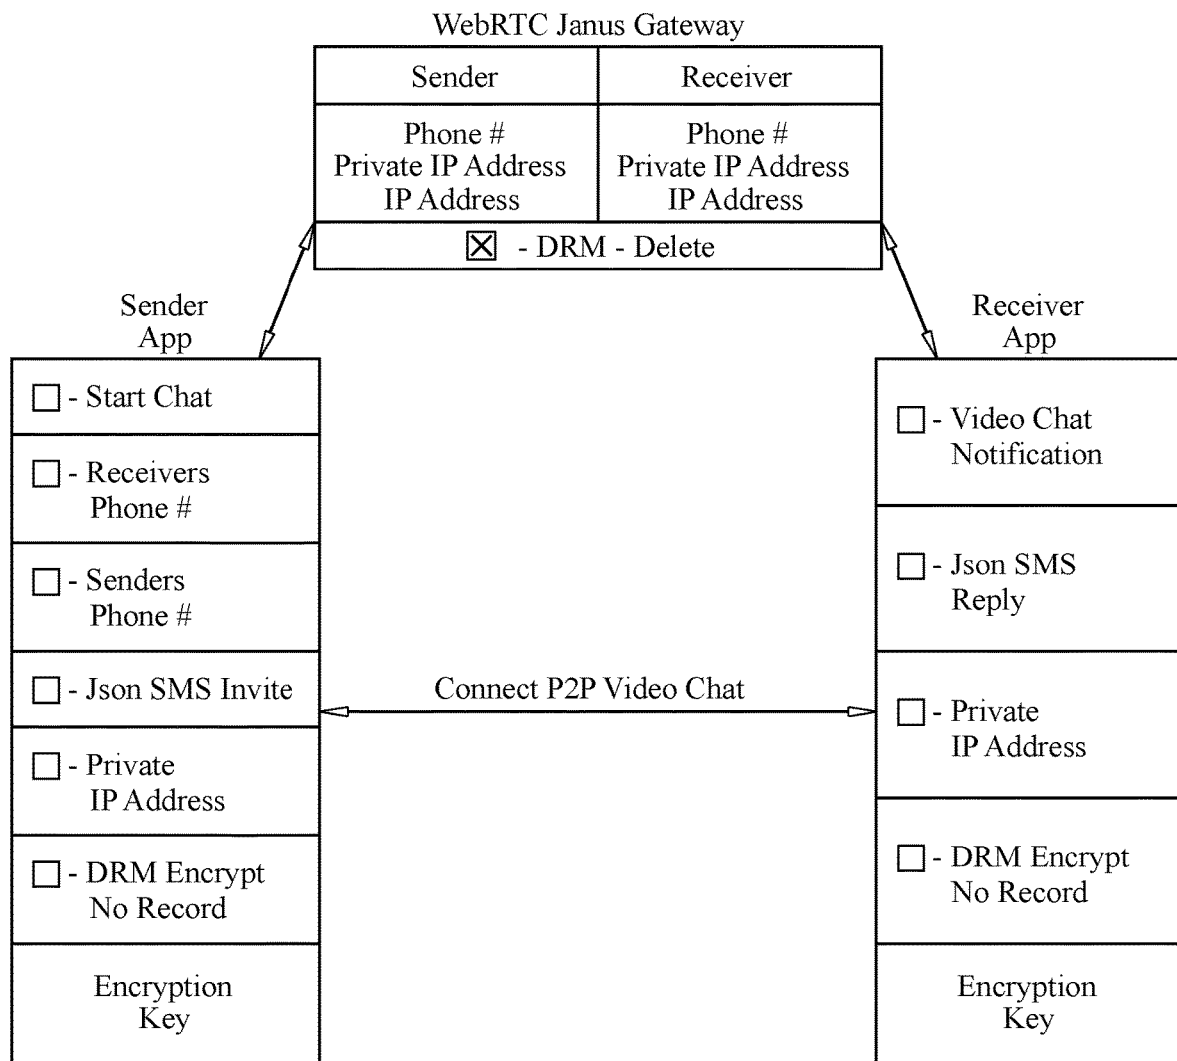 WebRTC Janus Gateway
Sender
Receiver
Phone #
Private IP Address
IP Address
Phone #
Private IP Address
IP Address
- DRM - Delete
Sender
App
- Start Chat
- Receivers
Phone #
- Senders
Phone #
- Json SMS Invite
- Private
IP Address
- DRM Encrypt
No Record
Encryption
Key
Connect P2P Video Chat
Receiver
App
- Video Chat
Notification
- Json SMS
Reply
- Private
IP Address
- DRM Encrypt
No Record
Encryption
Key